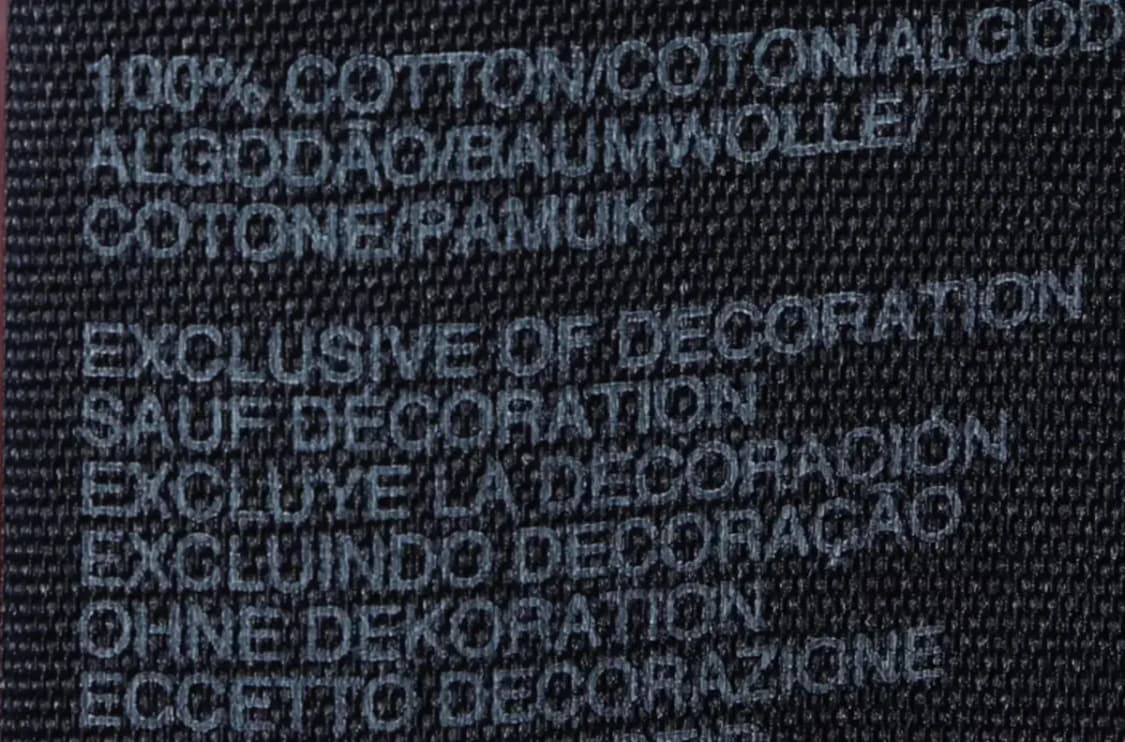 100% COTTON/COTON/ALGOD
ALGODÃO/BAUMWOLLE/
COTONE/PAMUK
EXCLUSIVE OF DECORATION
SAUF DÉCORATION
EXCLUYE LA DECORACIÓN
EXCLUINDO DECORAÇÃO
OHNE DEKORATION
ECCETTO DECORAZIONE